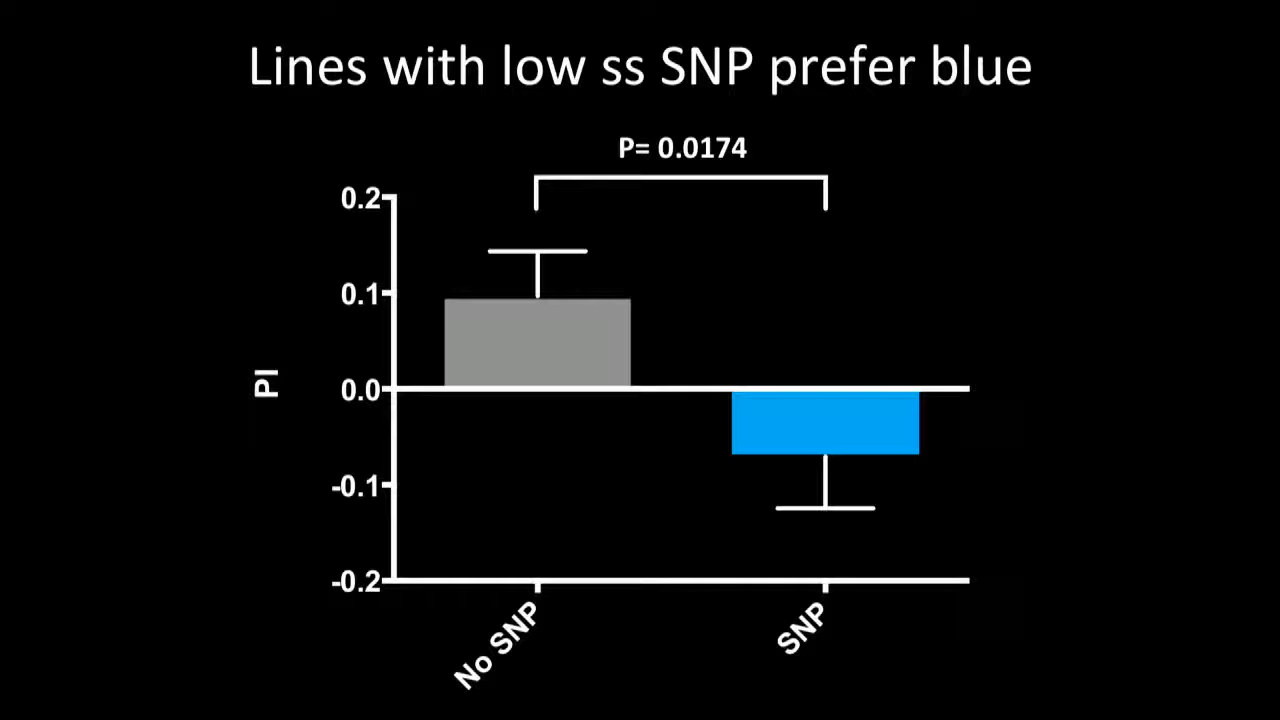 Lines with low ss SNP prefer blue
P= 0.0174
0.2
0.1
0.0
-0.1
-0.2
PI
No SNP
SNP